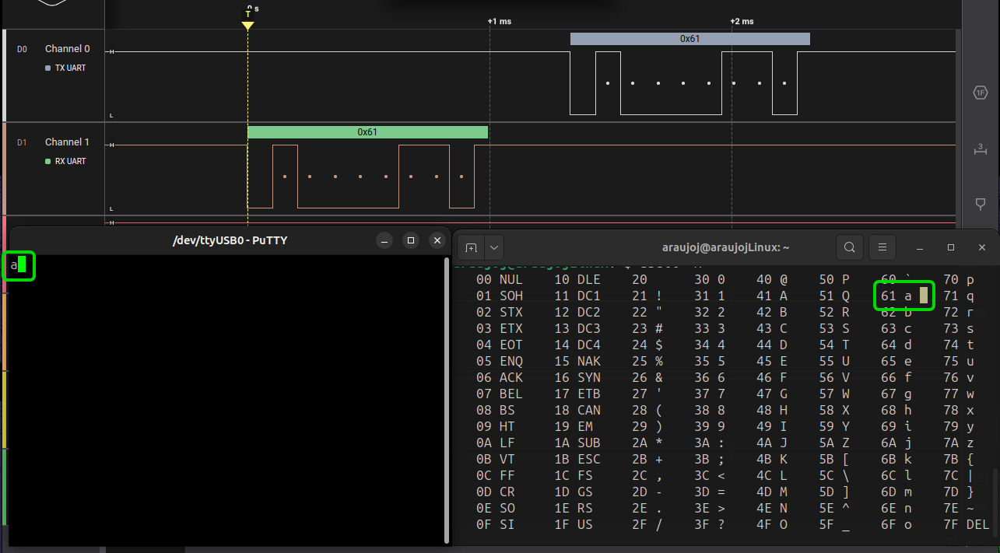 0 s
T
+1 ms
+2 ms
D0 Channel 0
TX UART
H
L
0x61
D1 Channel 1
RX UART
H
L
0x61
H
1F
3
/dev/ttyUSB0 - PuTTY
a
araujoj@araujoLinux: ~
00 NUL 10 DLE 20 30 0 40 @ 50 P 60 ` 70 p
01 SOH 11 DC1 21 ! 31 1 41 A 51 Q 61 a 71 q
02 STX 12 DC2 22 " 32 2 42 B 52 R 62 b 72 r
03 ETX 13 DC3 23 # 33 3 43 C 53 S 63 c 73 s
04 EOT 14 DC4 24 $ 34 4 44 D 54 T 64 d 74 t
05 ENQ 15 NAK 25 % 35 5 45 E 55 U 65 e 75 u
06 ACK 16 SYN 26 & 36 6 46 F 56 V 66 f 76 v
07 BEL 17 ETB 27 ' 37 7 47 G 57 W 67 g 77 w
08 BS 18 CAN 28 ( 38 8 48 H 58 X 68 h 78 x
09 HT 19 EM 29 ) 39 9 49 I 59 Y 69 i 79 y
0A LF 1A SUB 2A * 3A : 4A J 5A Z 6A j 7A z
0B VT 1B ESC 2B + 3B ; 4B K 5B [ 6B k 7B {
0C FF 1C FS 2C , 3C < 4C L 5C \ 6C l 7C |
0D CR 1D GS 2D - 3D = 4D M 5D ] 6D m 7D }
0E SO 1E RS 2E . 3E > 4E N 5E ^ 6E n 7E ~
0F SI 1F US 2F / 3F ? 4F O 5F _ 6F o 7F DEL